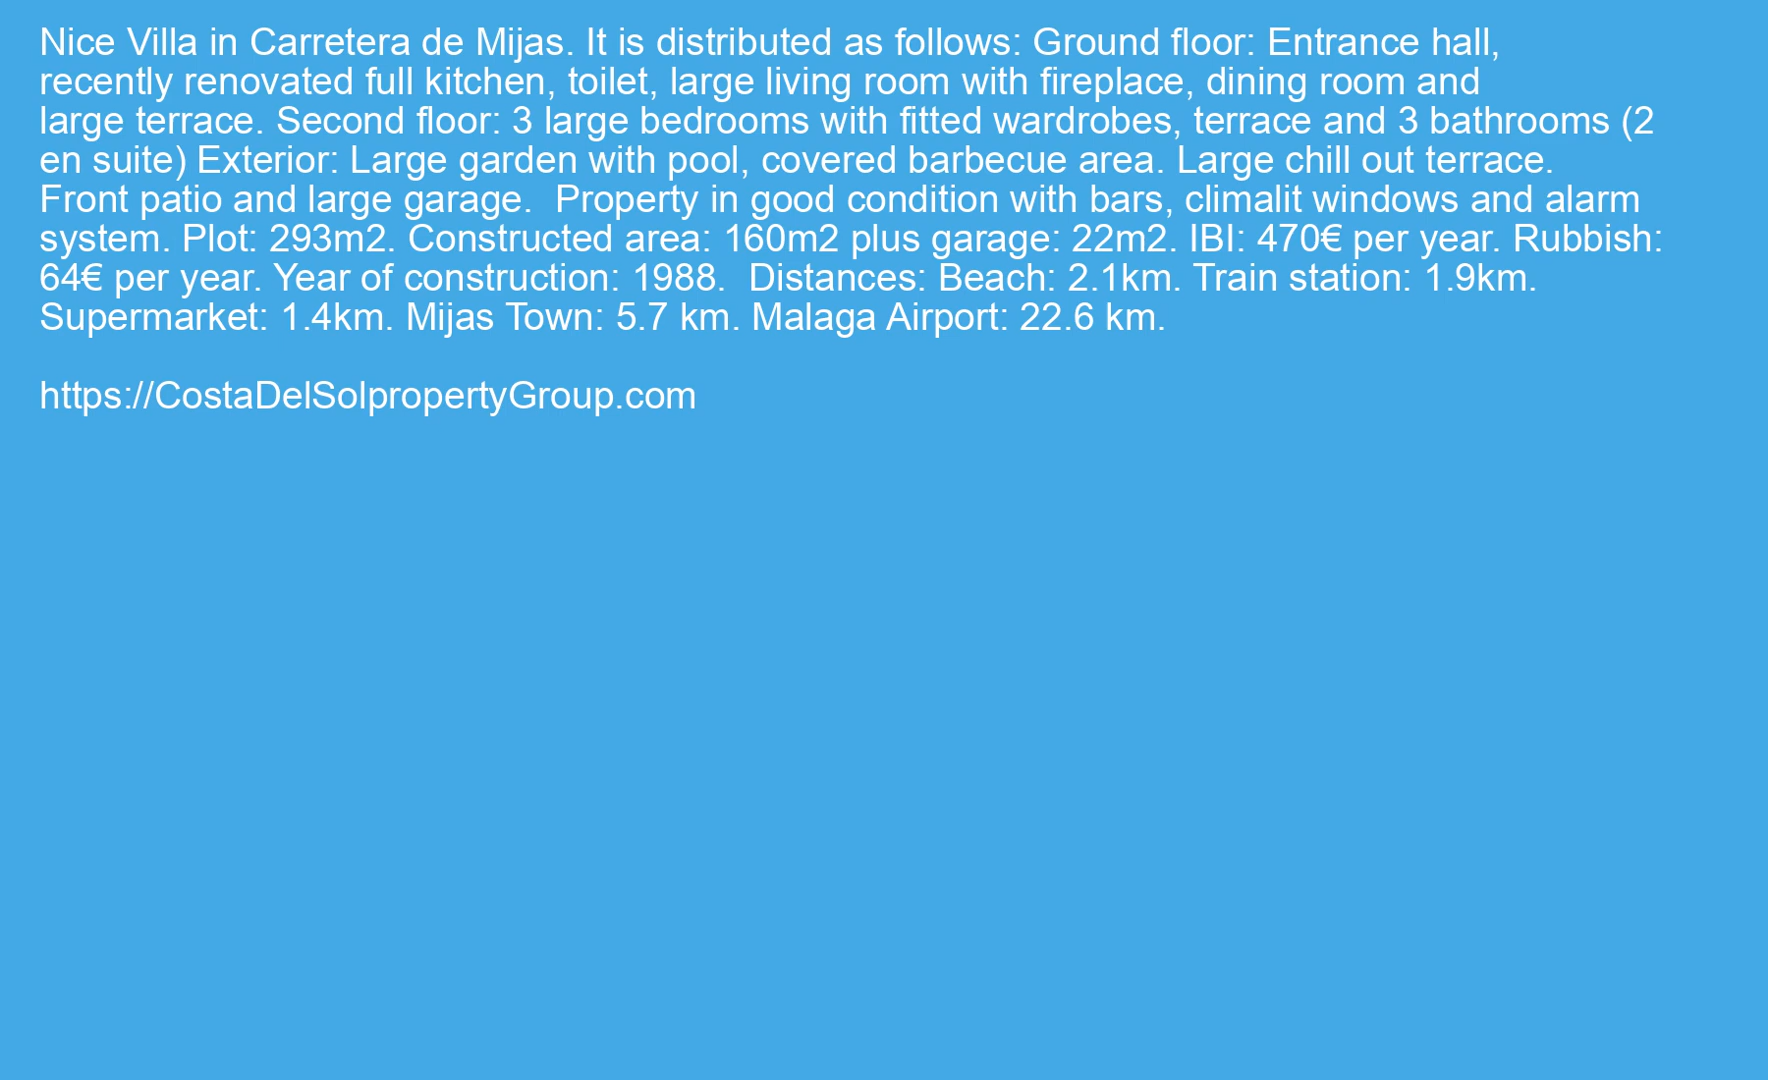 Nice Villa in Carretera de Mijas. It is distributed as follows: Ground floor: Entrance hall,
recently renovated full kitchen, toilet, large living room with fireplace, dining room and
large terrace. Second floor: 3 large bedrooms with fitted wardrobes, terrace and 3 bathrooms (2
en suite) Exterior: Large garden with pool, covered barbecue area. Large chill out terrace.
Front patio and large garage.  Property in good condition with bars, climalit windows and alarm
system. Plot: 293m2. Constructed area: 160m2 plus garage: 22m2. IBI: 470€ per year. Rubbish:
64€ per year. Year of construction: 1988.  Distances: Beach: 2.1km. Train station: 1.9km.
Supermarket: 1.4km. Mijas Town: 5.7 km. Malaga Airport: 22.6 km.
https://CostaDelSolpropertyGroup.com